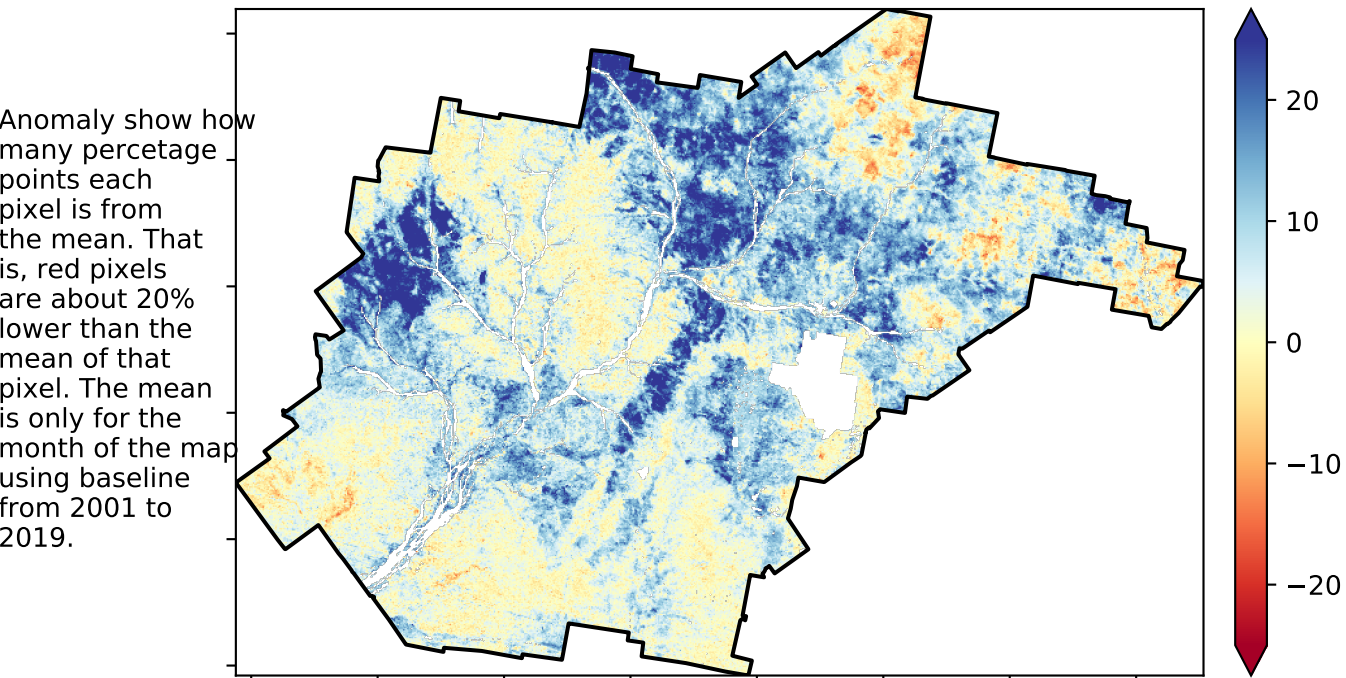 Anomaly show how
many percetage
points each
pixel is from
the mean. That
is, red pixels
are about 20%
lower than the
mean of that
pixel. The mean
is only for the
month of the map
using baseline
from 2001 to
2019.
20
10
0
−10
−20